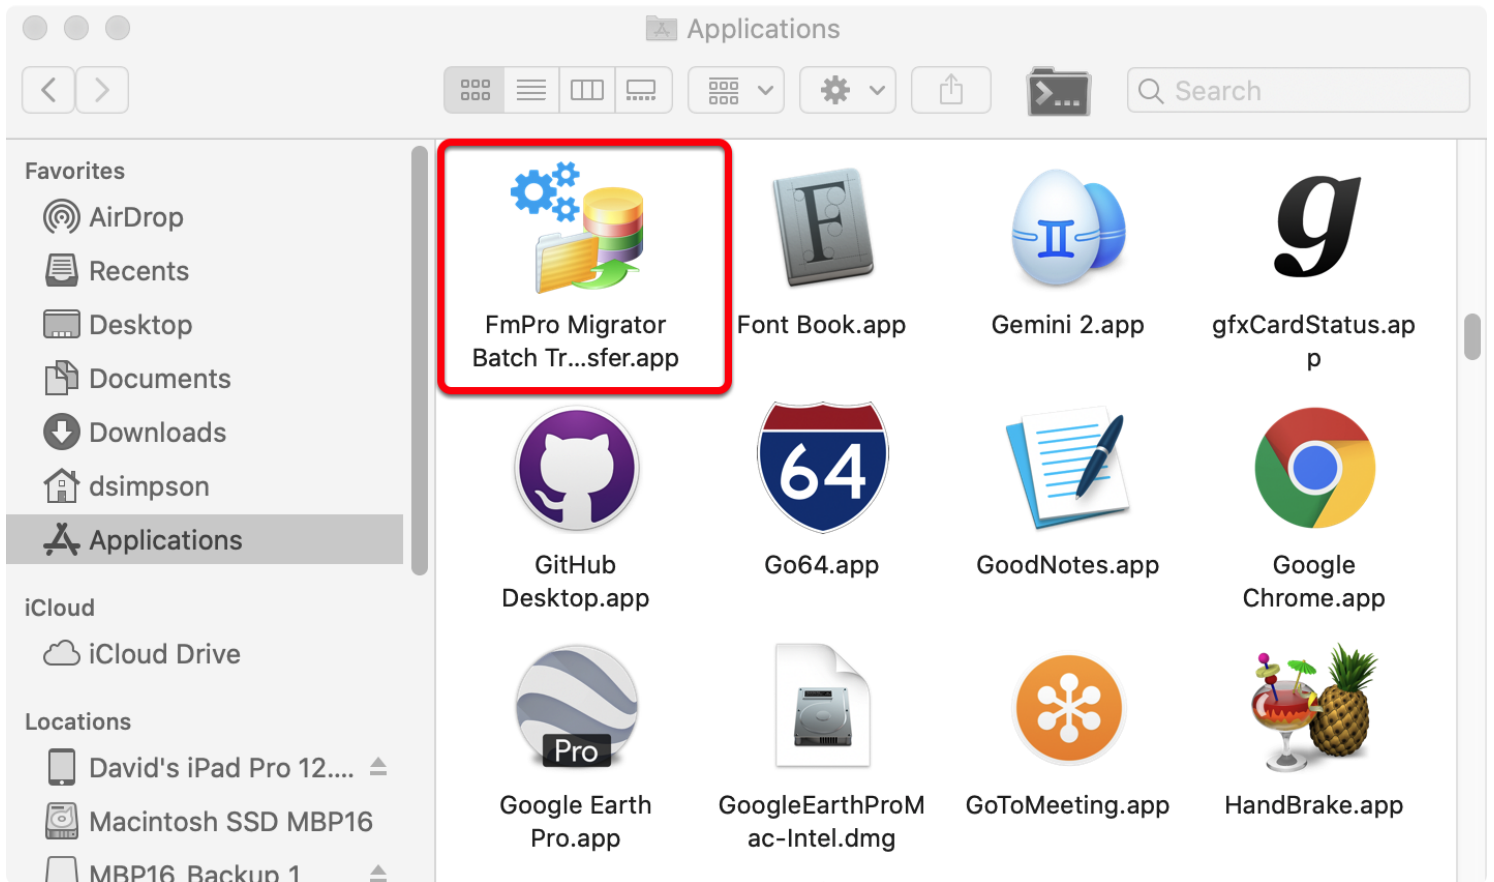 Applications
Search
Favorites
AirDrop
Recents
Desktop
Documents
Downloads
dsimpson
Applications
iCloud
iCloud Drive
Locations
David's iPad Pro 12....
Macintosh SSD MBP16
MBP16 Backup 1
FmPro Migrator
Batch Tr...sfer.app
F
Font Book.app
Gemini 2.app
g
gfxCardStatus.ap
p
GitHub
Desktop.app
64
Go64.app
GoodNotes.app
Google
Chrome.app
Pro
Google Earth
Pro.app
GoogleEarthProM
ac-Intel.dmg
GoToMeeting.app
HandBrake.app